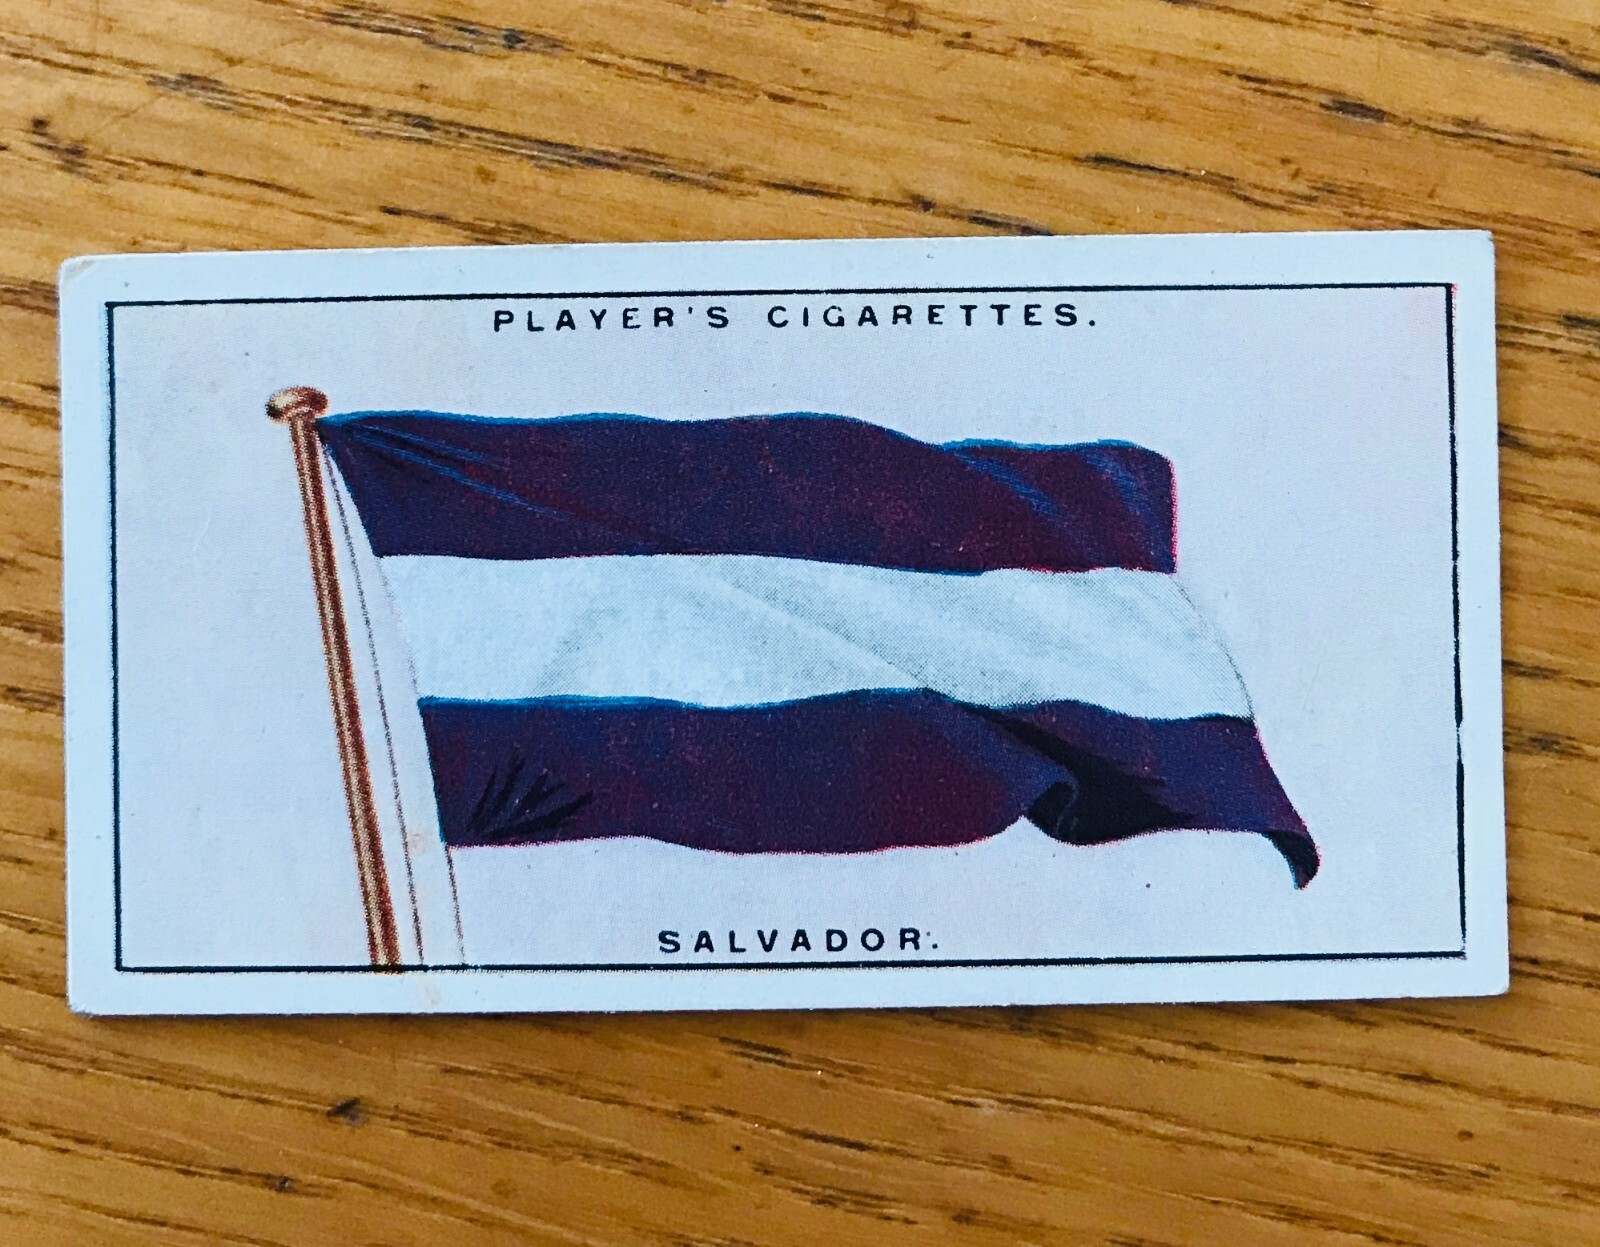 PLAYER'S CIGARETTES.
SALVADOR.